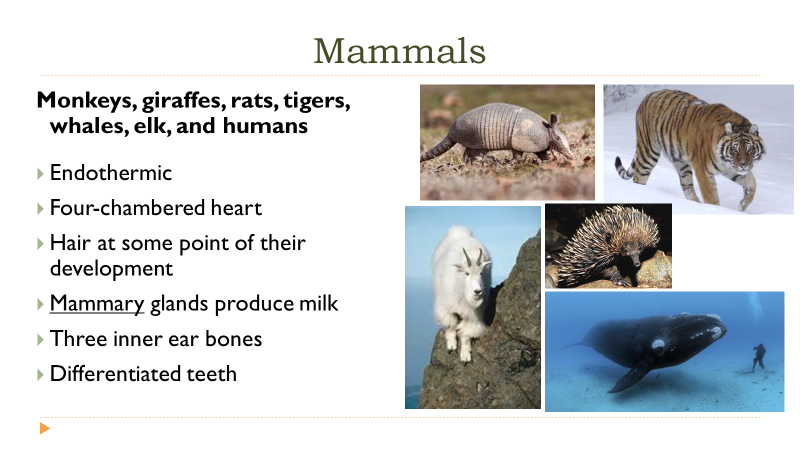 Mammals
Monkeys, giraffes, rats, tigers,
whales, elk, and humans
Endothermic
Four-chambered heart
Hair at some point of their
development
Mammary glands produce milk
Three inner ear bones
Differentiated teeth